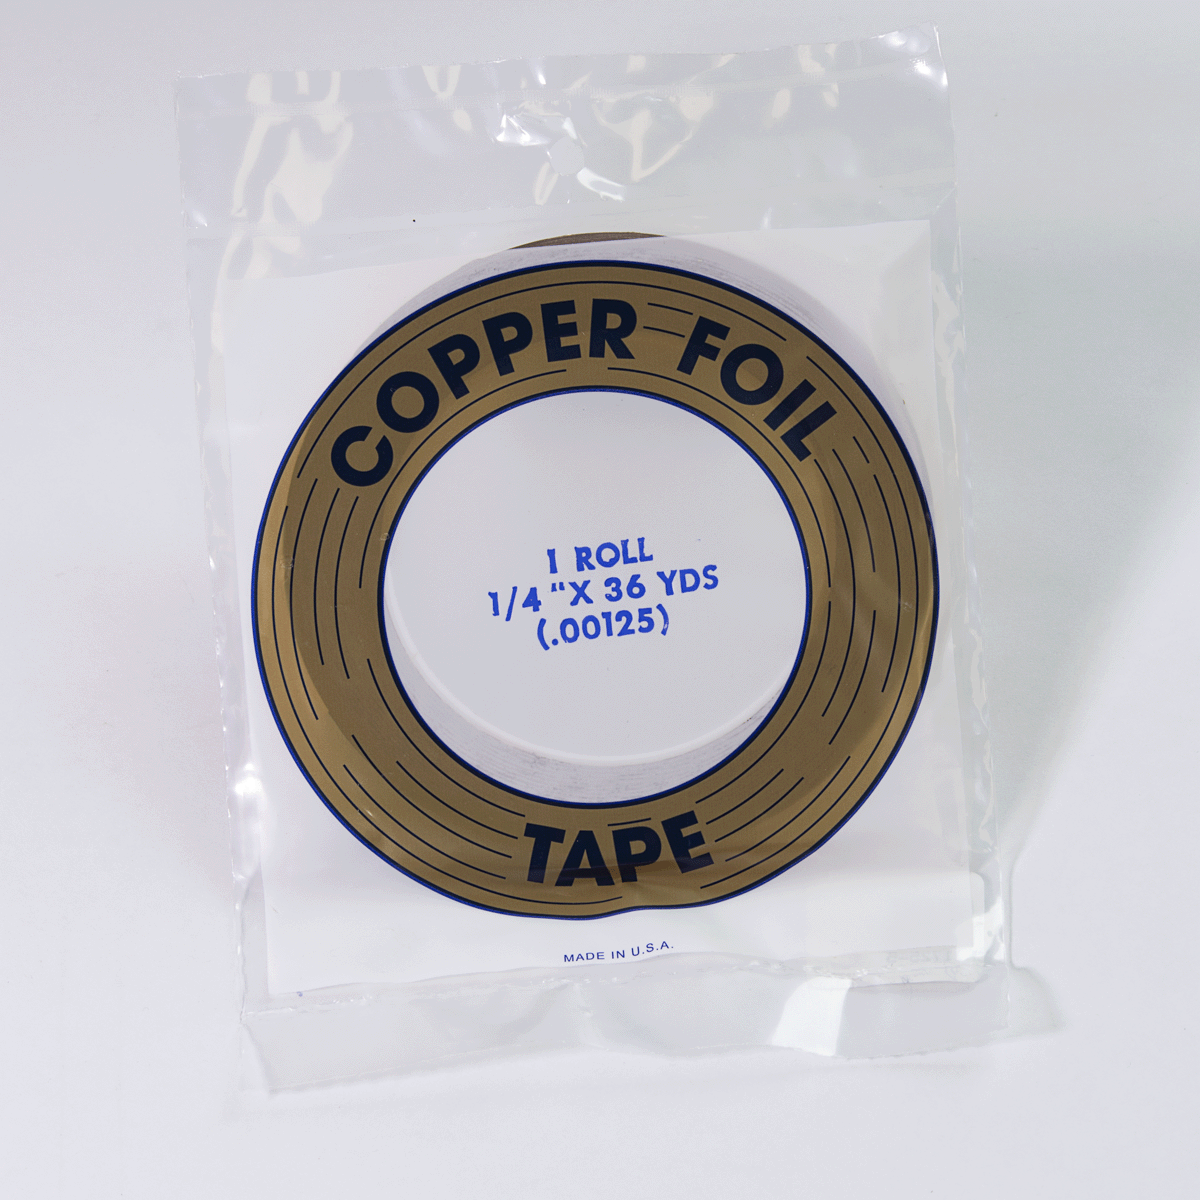 COPPER FOIL
1 ROLL
1/4 "X 36 YDS
(.00125)
TAPE
MADE IN U.S.A.